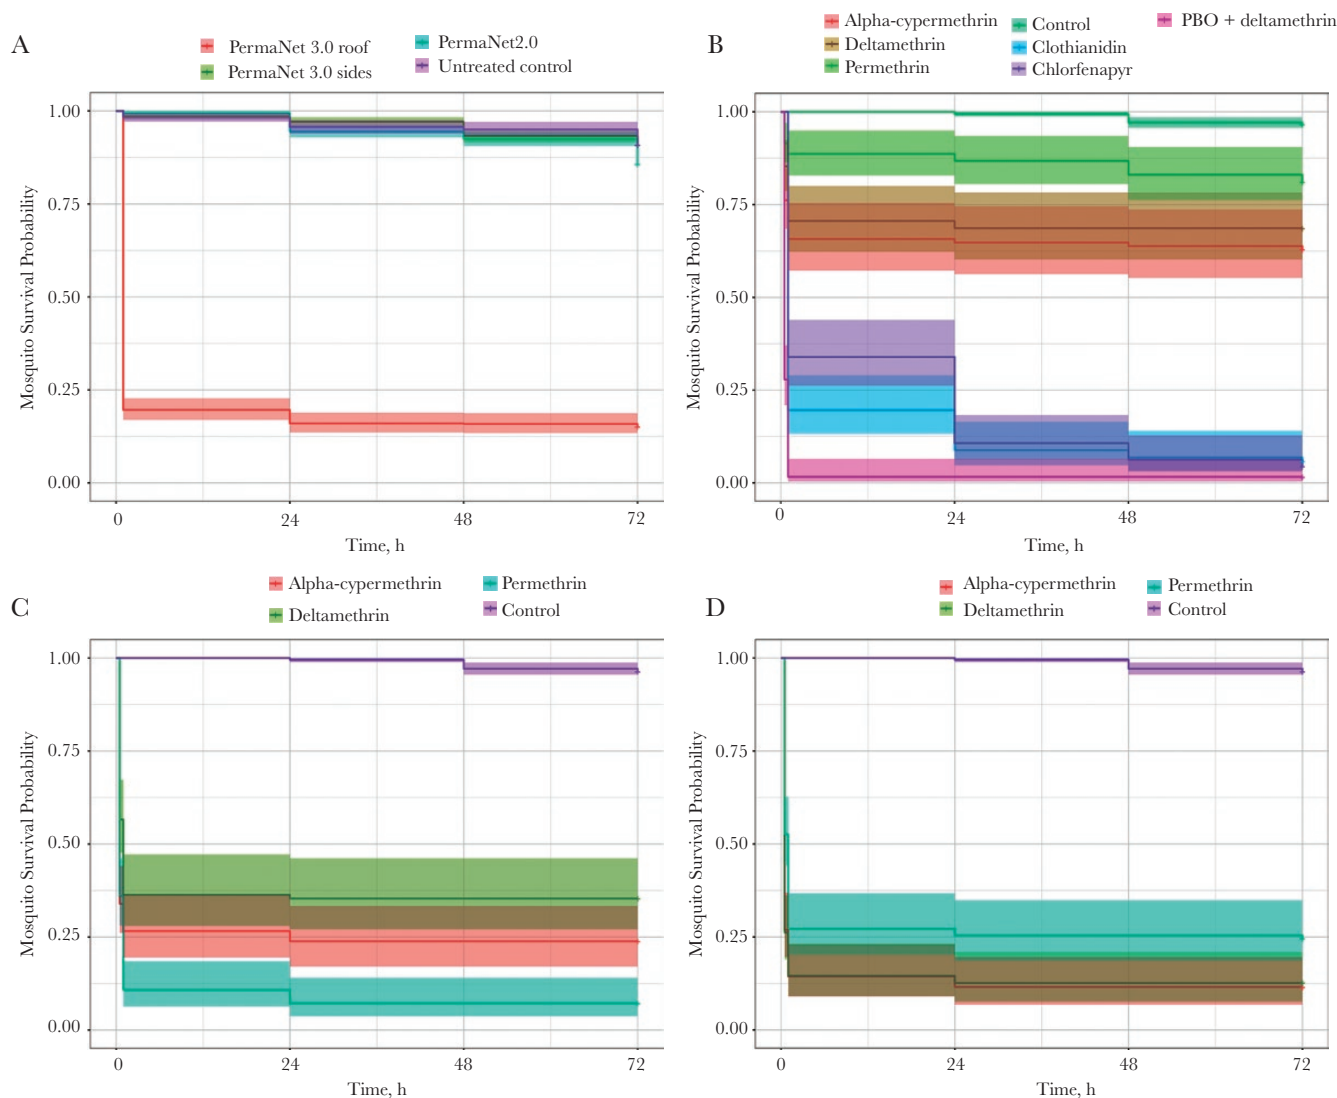 A
PermaNet 3.0 roof
PermaNet2.0
PermaNet 3.0 sides
Untreated control
Mosquito Survival Probability
1.00
0.75
0.50
0.25
0.00
0
24
48
72
Time, h
B
Alpha-cypermethrin
Control
PBO + deltamethrin
Deltamethrin
Clothianidin
Permethrin
Chlorfenapyr
Mosquito Survival Probability
1.00
0.75
0.50
0.25
0.00
0
24
48
72
Time, h
C
Alpha-cypermethrin
Permethrin
Deltamethrin
Control
Mosquito Survival Probability
1.00
0.75
0.50
0.25
0.00
0
24
48
72
Time, h
D
Alpha-cypermethrin
Permethrin
Deltamethrin
Control
Mosquito Survival Probability
1.00
0.75
0.50
0.25
0.00
0
24
48
72
Time, h